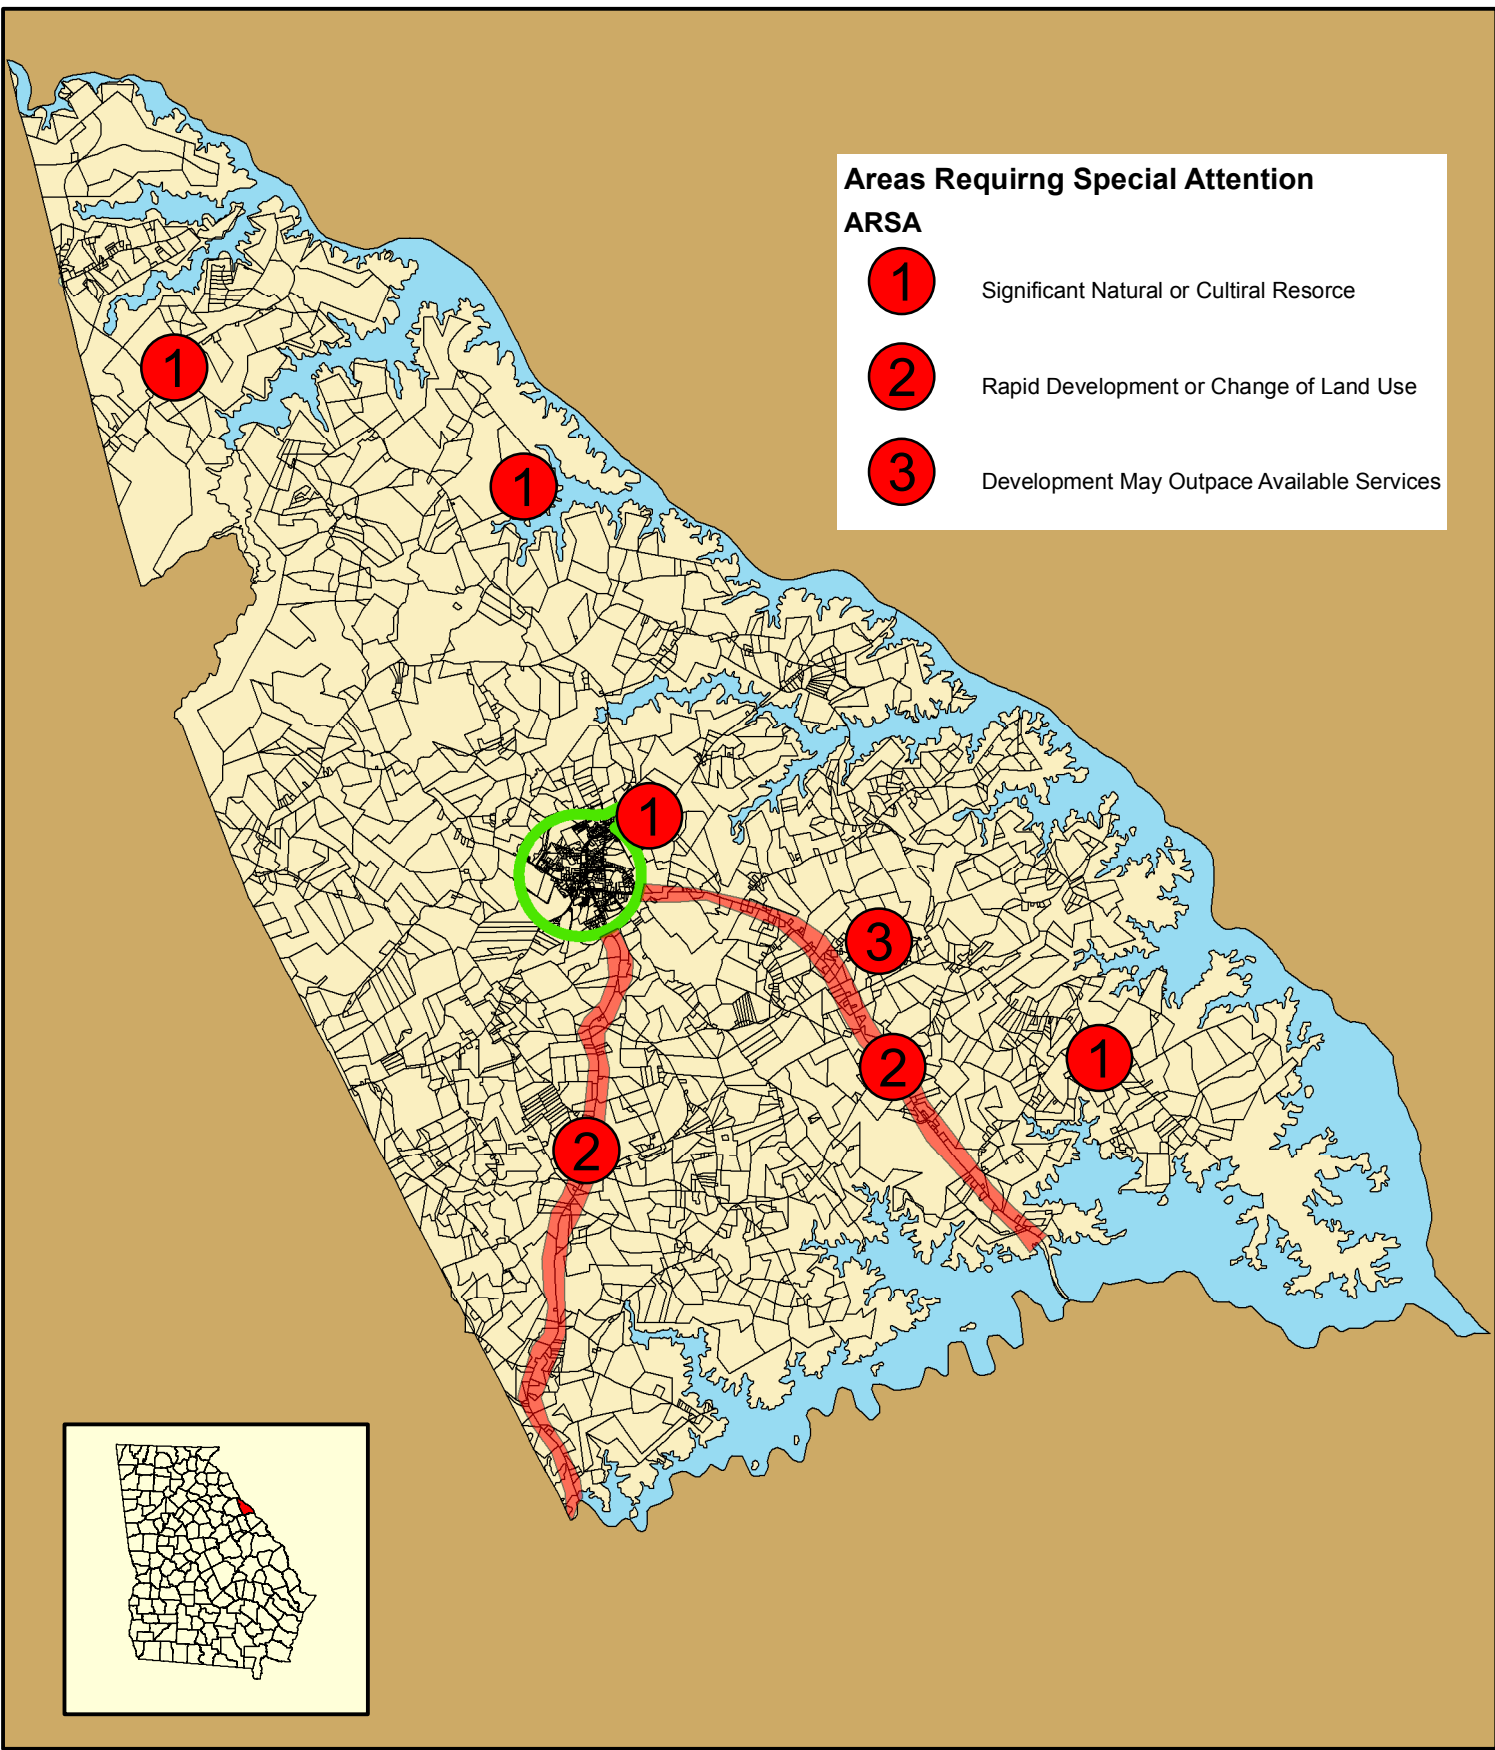 Areas Requirng Special Attention
ARSA
1 Significant Natural or Cultiral Resorce
2 Rapid Development or Change of Land Use
3 Development May Outpace Available Services
1
1
1
3
2
1
2